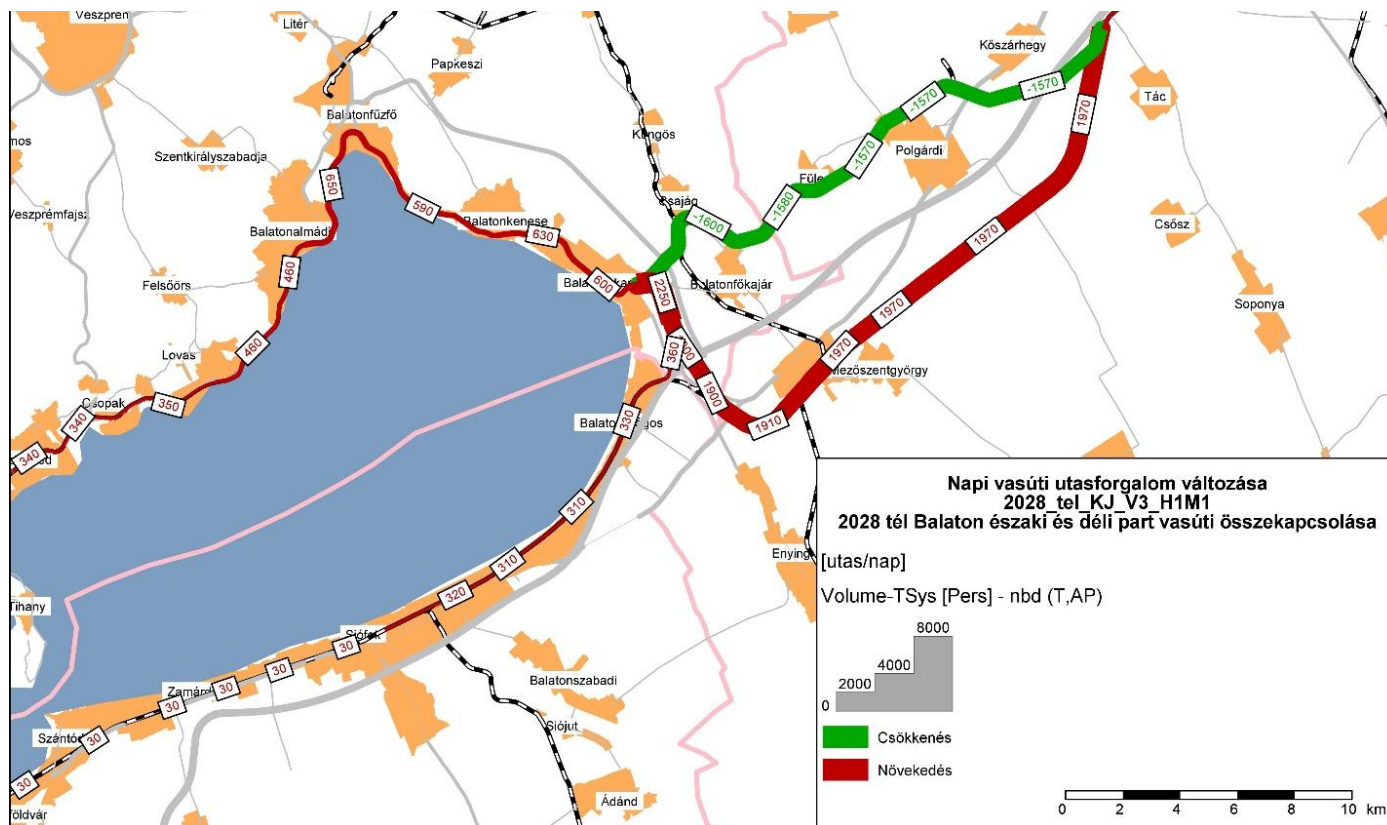 Veszprém
Litér
Papkeszi
Kőszárhegy
Tác
Balatonfűzfő
Küngös
-1570
-1570
1970
Szentkirályszabadja
-1570
Polgárdi
Füle
650
590
-1580
Veszprémfajsz
Balatonkenese
Csajág
-1600
Csősz
Balatonalmádi
630
1970
460
600
Balatonfőkajár
2250
Felsőörs
1970
Soponya
Lovas
460
360
1970
Mezőszentgyörgy
Csopak
350
1900
340
330
1910
340
310
310
Enying
320
Tihany
Siófok
30
30
Balatonszabadi
Zamárdi
30
30
Siójut
Szántód
30
30
földvár
Ádánd
Napi vasúti utasforgalom változása
2028_tel_KJ_V3_H1M1
2028 tél Balaton északi és déli part vasúti összekapcsolása
[utas/nap]
Volume-TSys [Pers] - nbd (T,AP)
8000
4000
2000
0
Csökkenés
Növekedés
0 2 4 6 8 10 km